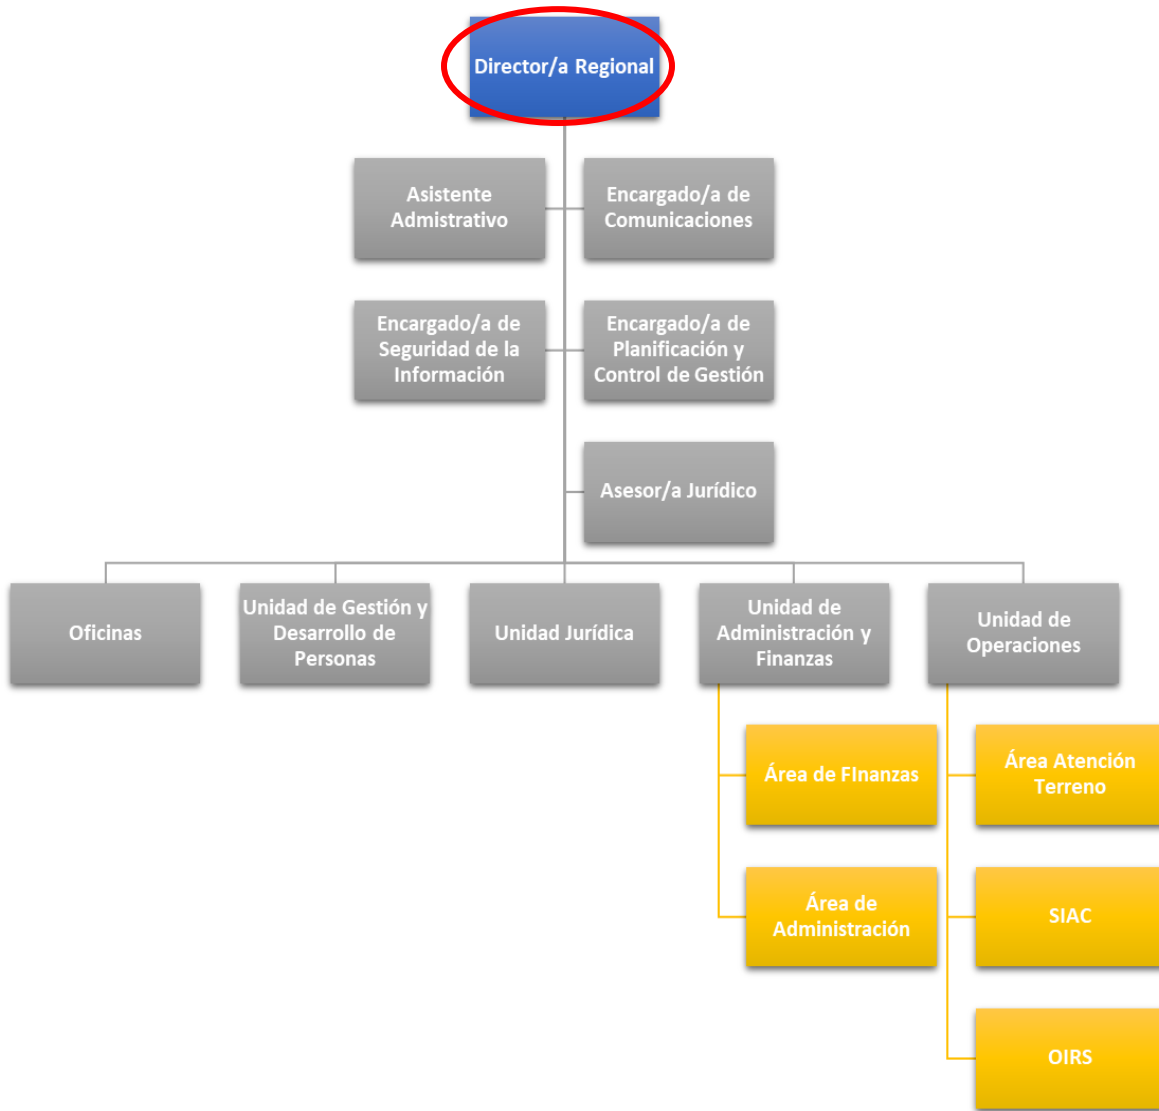 Director/a Regional
Asistente
Admistrativo
Encargado/a de
Comunicaciones
Encargado/a de
Seguridad de la
Información
Encargado/a de
Planificación y
Control de Gestión
Asesor/a Jurídico
Oficinas
Unidad de Gestión y
Desarrollo de
Personas
Unidad Jurídica
Unidad de
Administración y
Finanzas
Unidad de
Operaciones
Área de FInanzas
Área Atención
Terreno
Área de
Administración
SIAC
OIRS